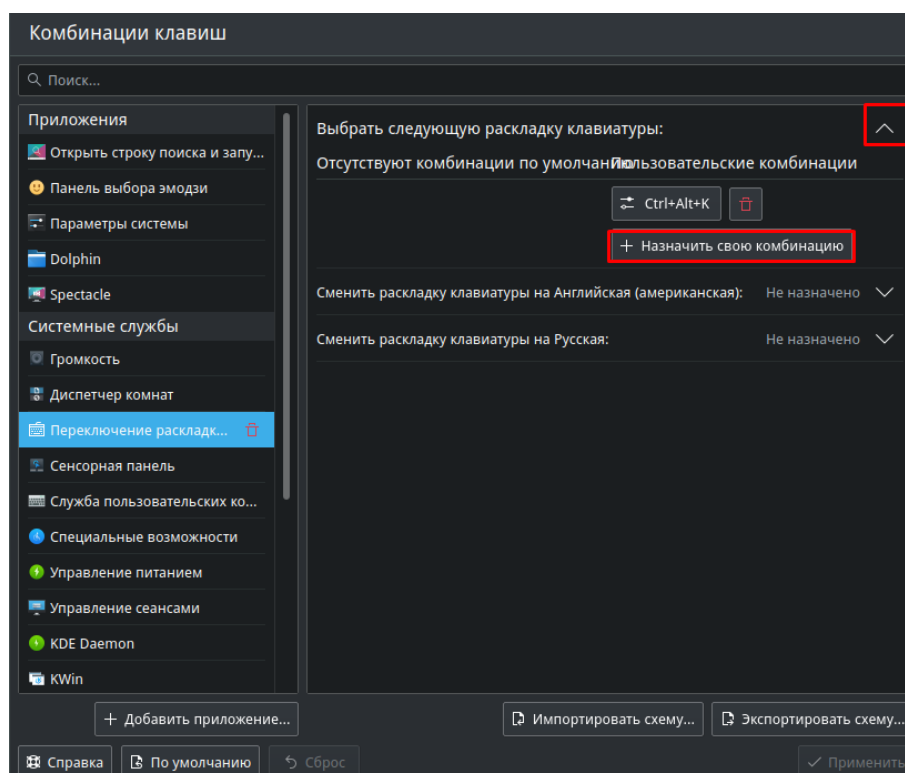 Комбинации клавиш
Поиск...
Приложения
Открыть строку поиска и запу...
Панель выбора эмодзи
Параметры системы
Dolphin
Spectacle
Системные службы
Громкость
Диспетчер комнат
Переключение раскладк...
Сенсорная панель
Служба пользовательских ко...
Специальные возможности
Управление питанием
Управление сеансами
KDE Daemon
KWin
Выбрать следующую раскладку клавиатуры:
Отсутствуют комбинации по умолчанию Пользовательские комбинации
Ctrl+Alt+K
Назначить свою комбинацию
Сменить раскладку клавиатуры на Английская (американская): Не назначено
Сменить раскладку клавиатуры на Русская: Не назначено
Добавить приложение...
Импортировать схему...
Экспортировать схему...
Справка
По умолчанию
Сброс
Применить